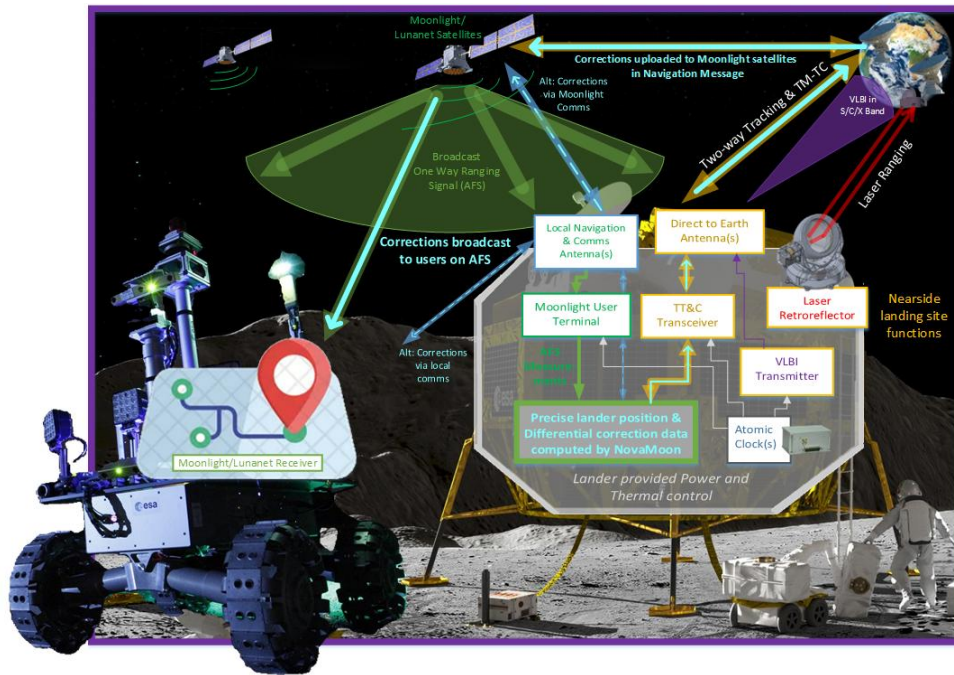 Moonlight/
Lunanet Satellites
Corrections uploaded to Moonlight satellites
in Navigation Message
Alt: Corrections
via Moonlight
Comms
Two-way Tracking & TM-TC
VLBI in
S/C/X Band
Laser Ranging
Broadcast
One Way Ranging
Signal (AFS)
Corrections broadcast
to users on AFS
Local Navigation
& Comms
Antenna(s)
Direct to Earth
Antenna(s)
Moonlight User
Terminal
TT&C
Transceiver
Laser
Retroreflector
Nearside
landing site
functions
Alt: Corrections
via local
comms
VLBI
Transmitter
Precise lander position &
Differential correction data
computed by NovaMoon
Atomic
Clock(s)
Moonlight/Lunanet Receiver
Lander provided Power and
Thermal control
esa
esa